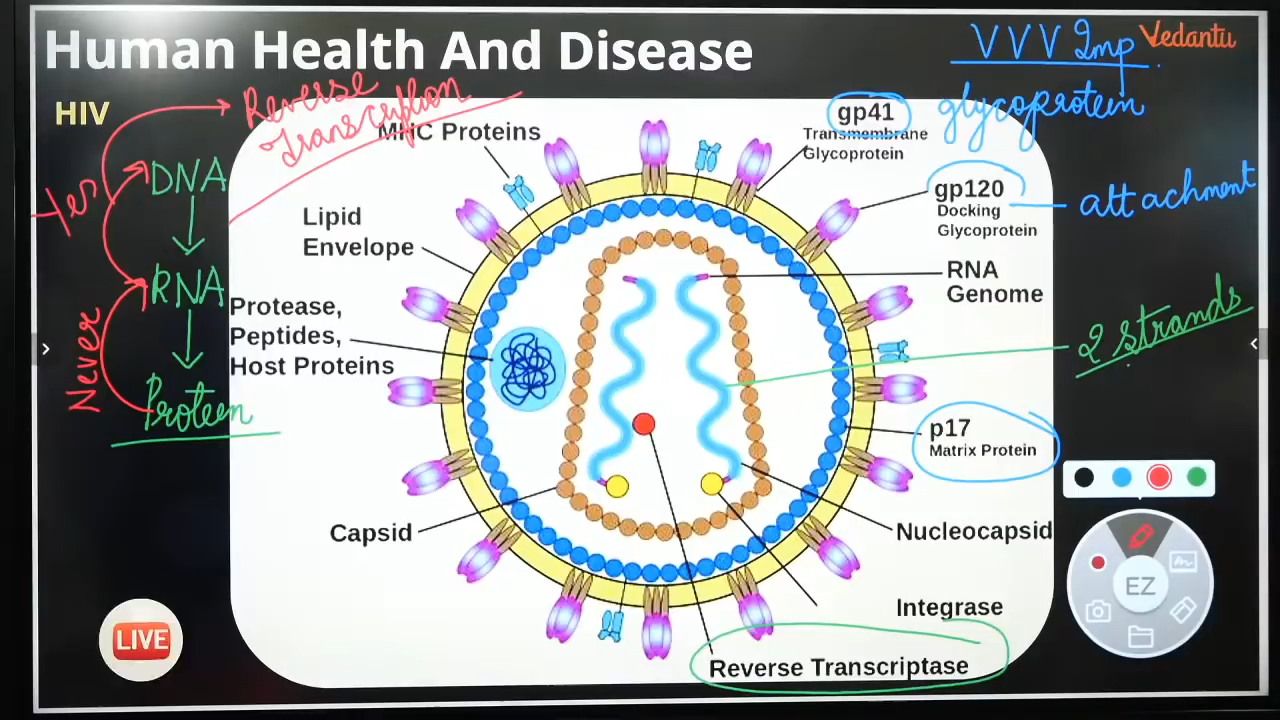 Human Health And Disease
VVV Imp
Vedantu
HIV
Reverse
Transcription
MHC Proteins
gp41
Transmembrane
Glycoprotein
glycoprotein
DNA
Yes
Lipid
Envelope
gp120
Docking
Glycoprotein
attachment
RNA
RNA
Genome
Protease,
Peptides,
Host Proteins
Never
Protein
2 strands
p17
Matrix Protein
Capsid
Nucleocapsid
EZ
Integrase
LIVE
Reverse Transcriptase